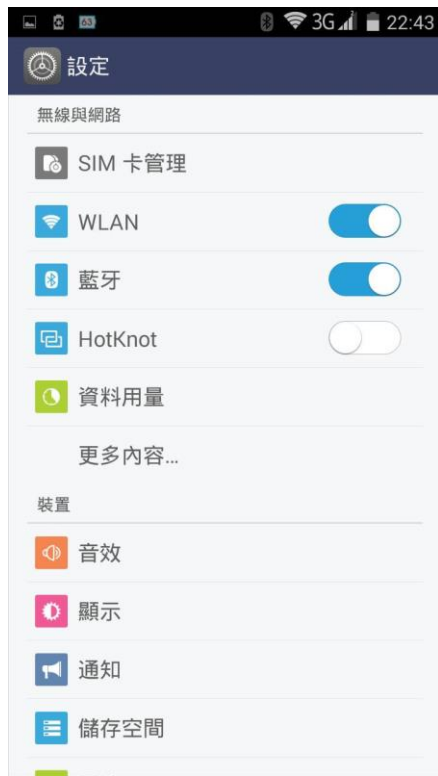 63 3G 22:43
設定
無線與網路
SIM 卡管理
WLAN
藍牙
HotKnot
資料用量
更多內容...
裝置
音效
顯示
通知
儲存空間